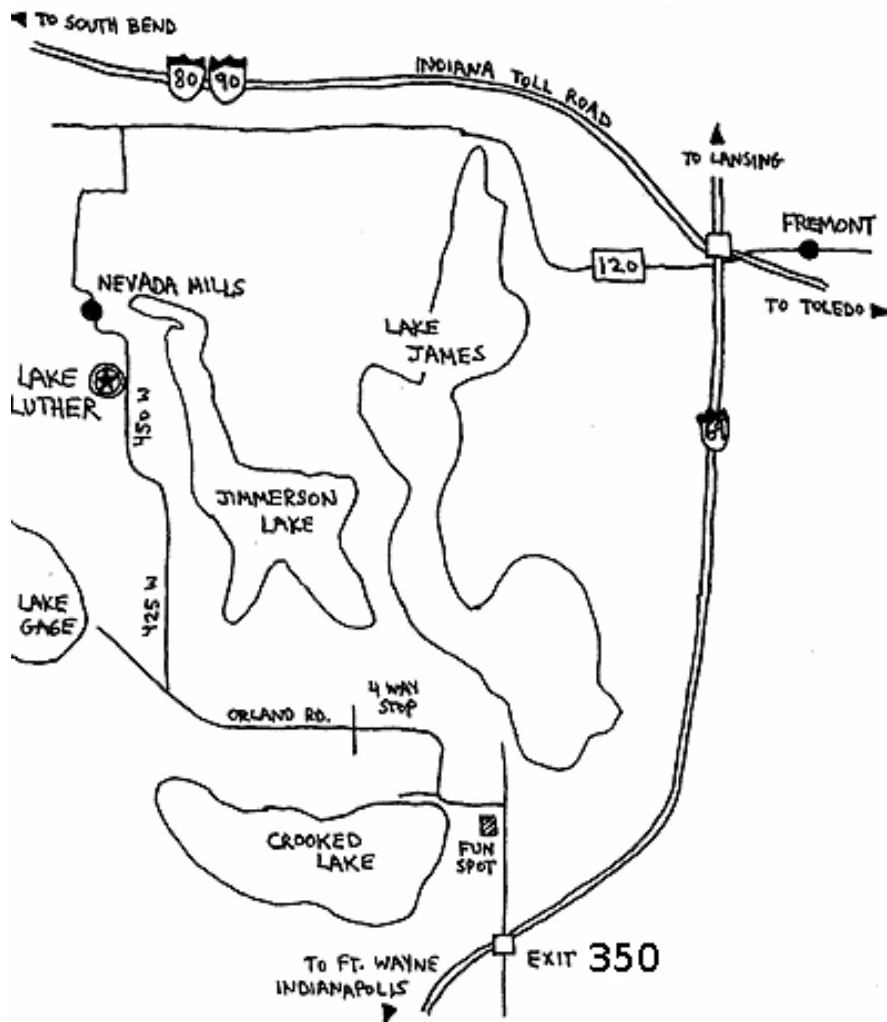 TO SOUTH BEND
80 90
INDIANA TOLL ROAD
TO LANSING
FREMONT
120
TO TOLEDO
NEVADA MILLS
LAKE
JAMES
LAKE
LUTHER
450 W
69
JIMMERSON
LAKE
LAKE
GAGE
425 W
4 WAY
STOP
ORLAND RD.
CROOKED
LAKE
FUN
SPOT
EXIT 350
TO FT. WAYNE
INDIANAPOLIS